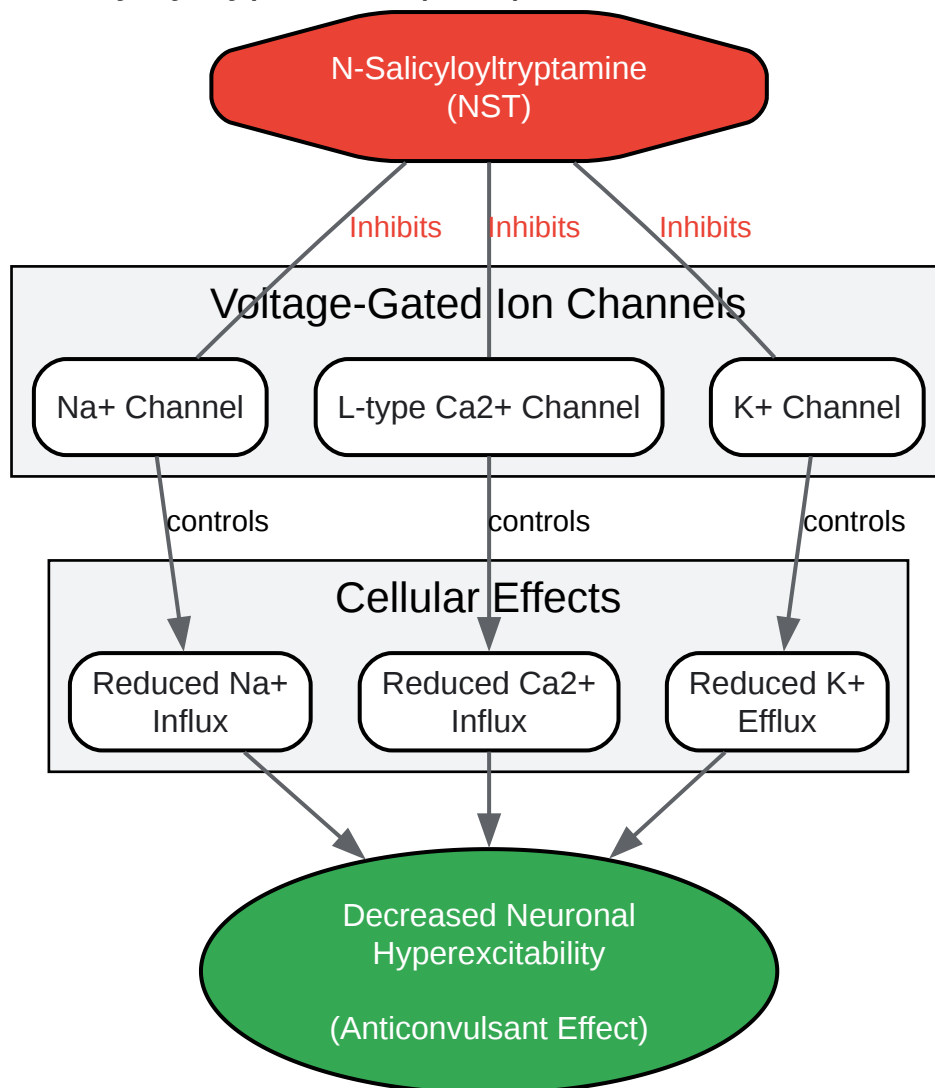 N-Salicyloyltryptamine
(NST)
Inhibits Inhibits Inhibits
Voltage-Gated Ion Channels
Na+ Channel L-type Ca2+ Channel K+ Channel
controls controls controls
Cellular Effects
Reduced Na+ Reduced Ca2+ Reduced K+
Influx Influx Efflux
Decreased Neuronal
Hyperexcitability
(Anticonvulsant Effect)